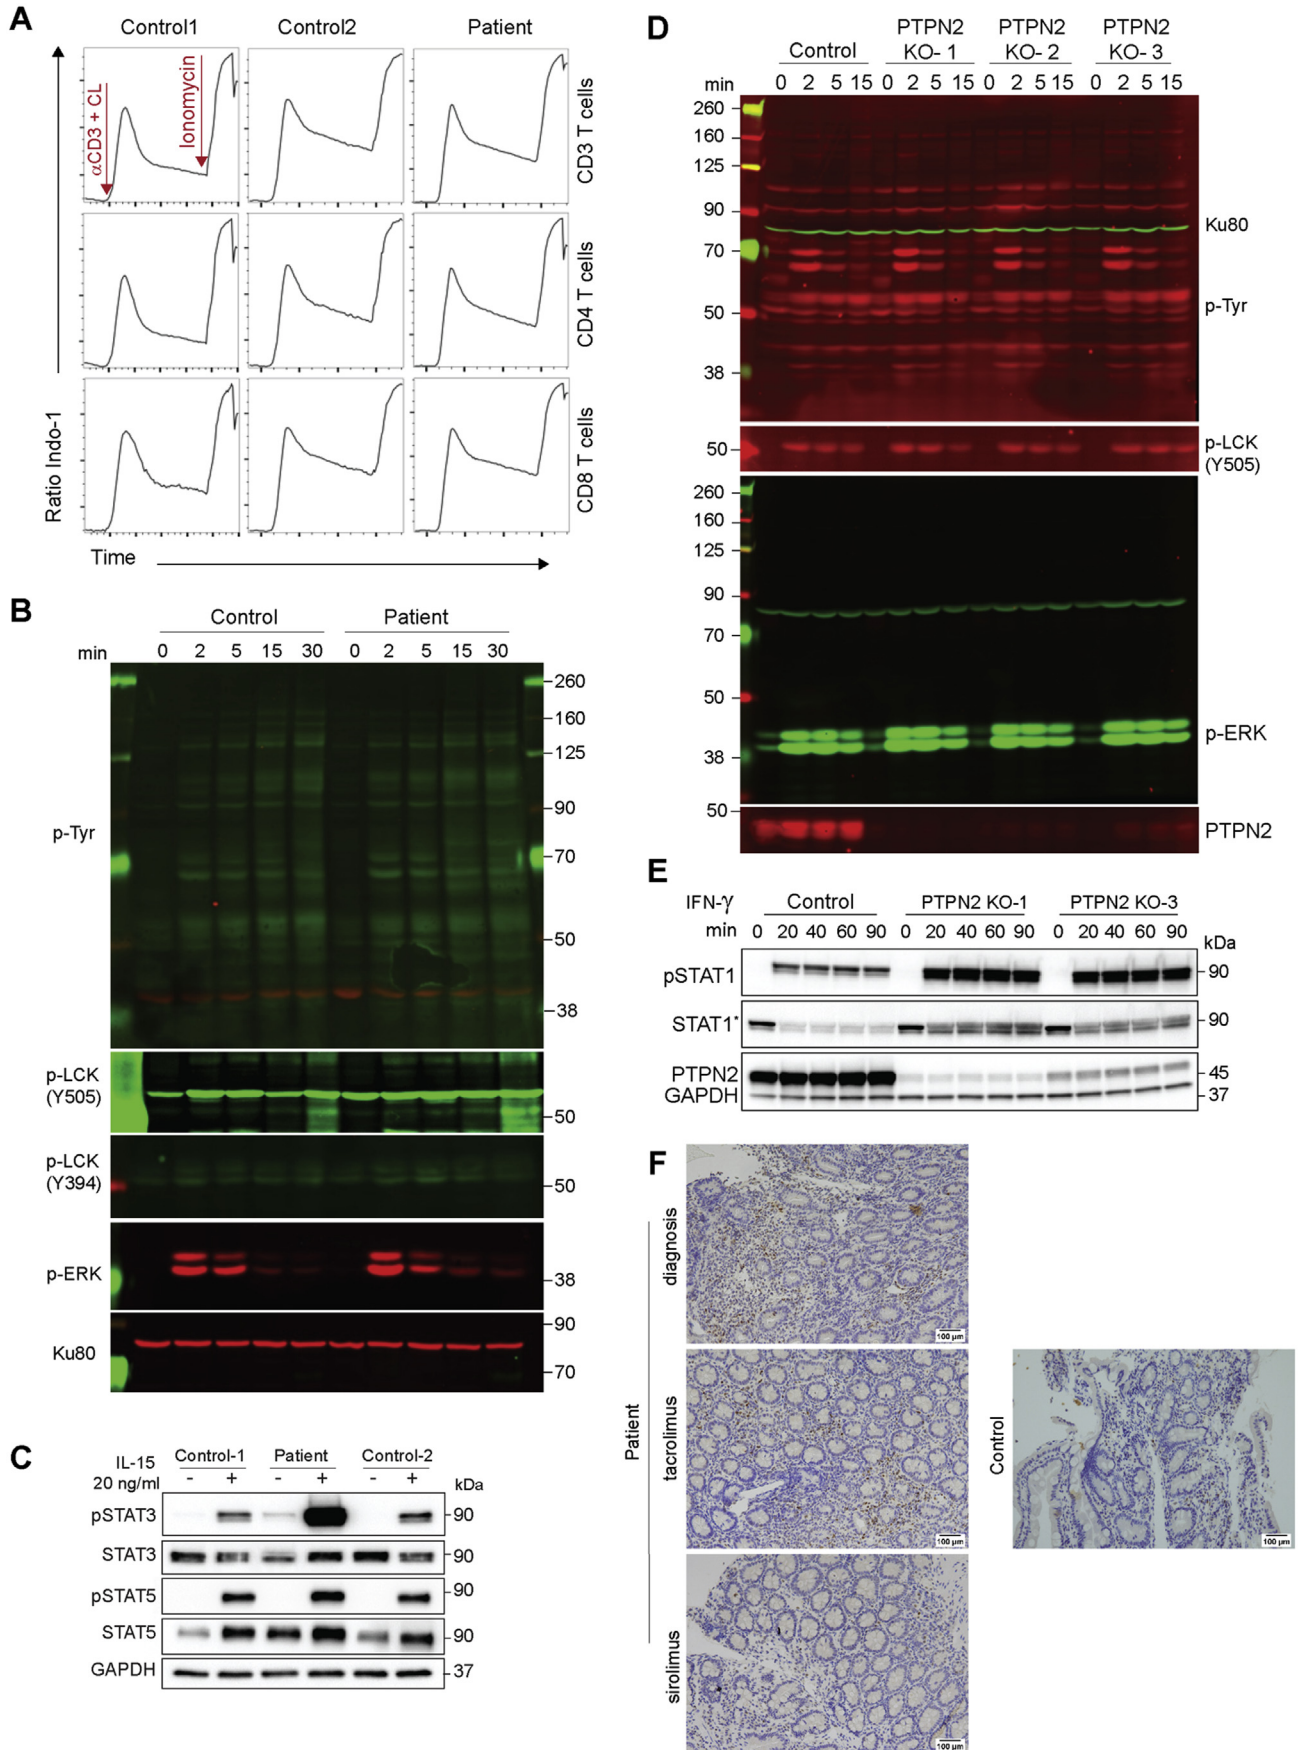 A
Control1 Control2 Patient
αCD3 + CL
Ionomycin
CD3 T cells
CD4 T cells
CD8 T cells
Ratio Indo-1
Time
B
Control Patient
min 0 2 5 15 30 0 2 5 15 30
260
160
125
90
p-Tyr
70
50
38
p-LCK
(Y505)
50
p-LCK
(Y394)
50
p-ERK
38
90
Ku80
70
C
IL-15 Control-1 Patient Control-2
20 ng/ml - + - + - + kDa
pSTAT3 90
STAT3 90
pSTAT5 90
STAT5 90
GAPDH 37
D
Control PTPN2 KO- 1 PTPN2 KO- 2 PTPN2 KO- 3
min 0 2 5 15 0 2 5 15 0 2 5 15 0 2 5 15
260
160
125
90
Ku80
70
50 p-Tyr
38
50 p-LCK
(Y505)
260
160
125
90
70
50
p-ERK
38
50
PTPN2
E
IFN-γ Control PTPN2 KO-1 PTPN2 KO-3
min 0 20 40 60 90 0 20 40 60 90 0 20 40 60 90
kDa
pSTAT1 90
STAT1* 90
PTPN2 45
GAPDH 37
F
Patient
diagnosis
100 µm
tacrolimus
100 µm
sirolimus
100 µm
Control
100 µm